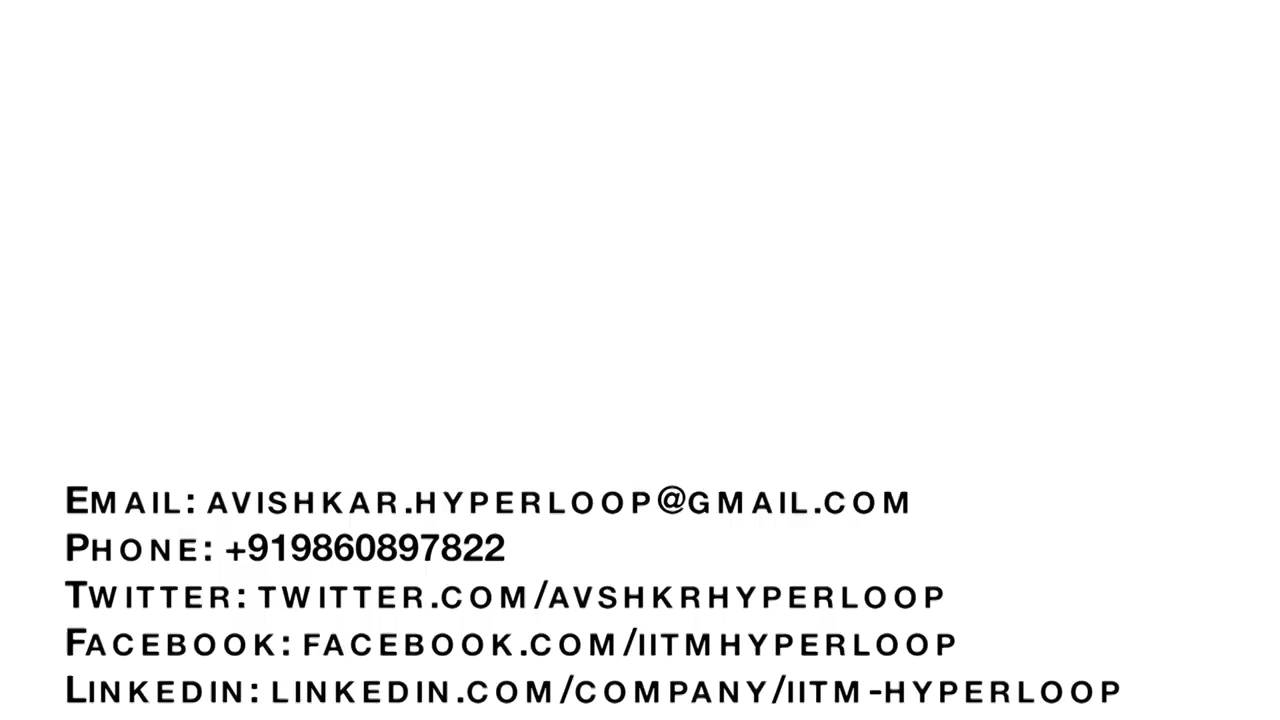 Email: avishkar.hyperloop@gmail.com
Phone: +919860897822
Twitter: twitter.com/avshkrhyperloop
Facebook: facebook.com/iitmhyperloop
Linkedin: linkedin.com/company/iitm-hyperloop